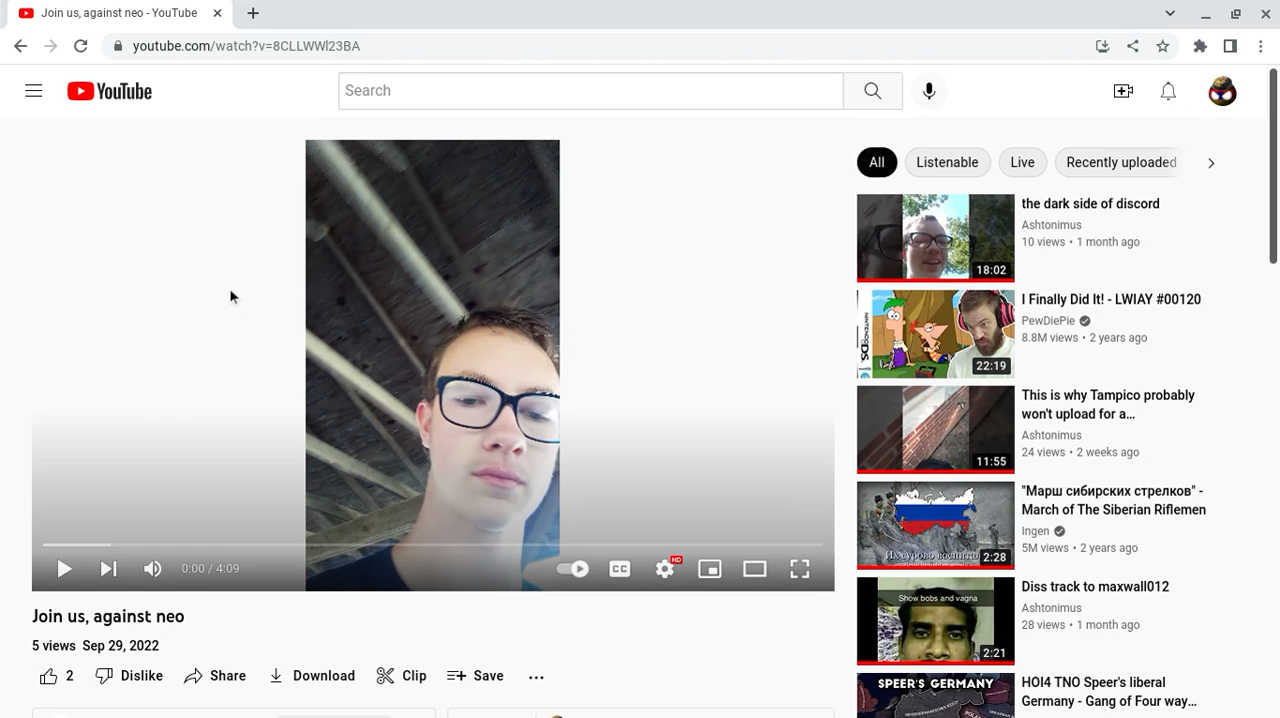 Join us, against neo - YouTube
youtube.com/watch?v=8CLLWWl23BA
YouTube
Search
All
Listenable
Live
Recently uploaded
the dark side of discord
Ashtonimus
10 views • 1 month ago
18:02
I Finally Did It! - LWIAY #00120
PewDiePie
8.8M views • 2 years ago
NINTENDO DS
22:19
This is why Tampico probably
won't upload for a...
Ashtonimus
24 views • 2 weeks ago
11:55
"Марш сибирских стрелков" -
March of The Siberian Riflemen
Ingen
5M views • 2 years ago
Их сурово воспитала
2:28
Diss track to maxwall012
Ashtonimus
28 views • 1 month ago
Show bobs and vagna
2:21
HOI4 TNO Speer's liberal
Germany - Gang of Four way...
SPEER'S GERMANY
0:00 / 4:09
CC
HD
Join us, against neo
5 views Sep 29, 2022
2
Dislike
Share
Download
Clip
Save